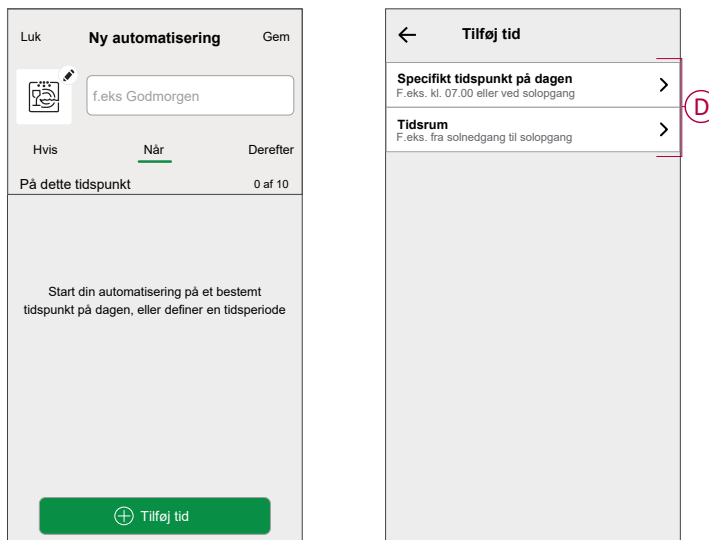 Luk Ny automatisering Gem
f.eks Godmorgen
Hvis Når Derefter
På dette tidspunkt 0 af 10
Start din automatisering på et bestemt
tidspunkt på dagen, eller definer en tidsperiode
Tilføj tid
Tilføj tid
Specifikt tidspunkt på dagen
F.eks. kl. 07.00 eller ved solopgang
Tidsrum
F.eks. fra solnedgang til solopgang
D